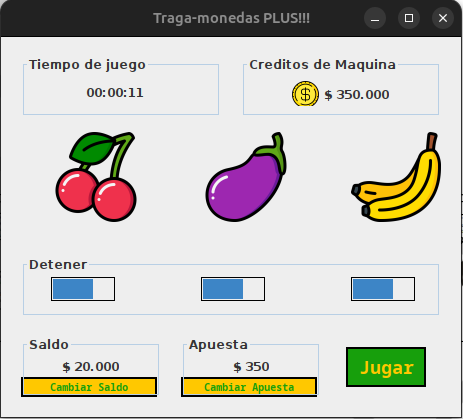 Traga-monedas PLUS!!!
Tiempo de juego
00:00:11
Creditos de Maquina
$ $ 350.000
Detener
Saldo
$ 20.000
Cambiar Saldo
Apuesta
$ 350
Cambiar Apuesta
Jugar